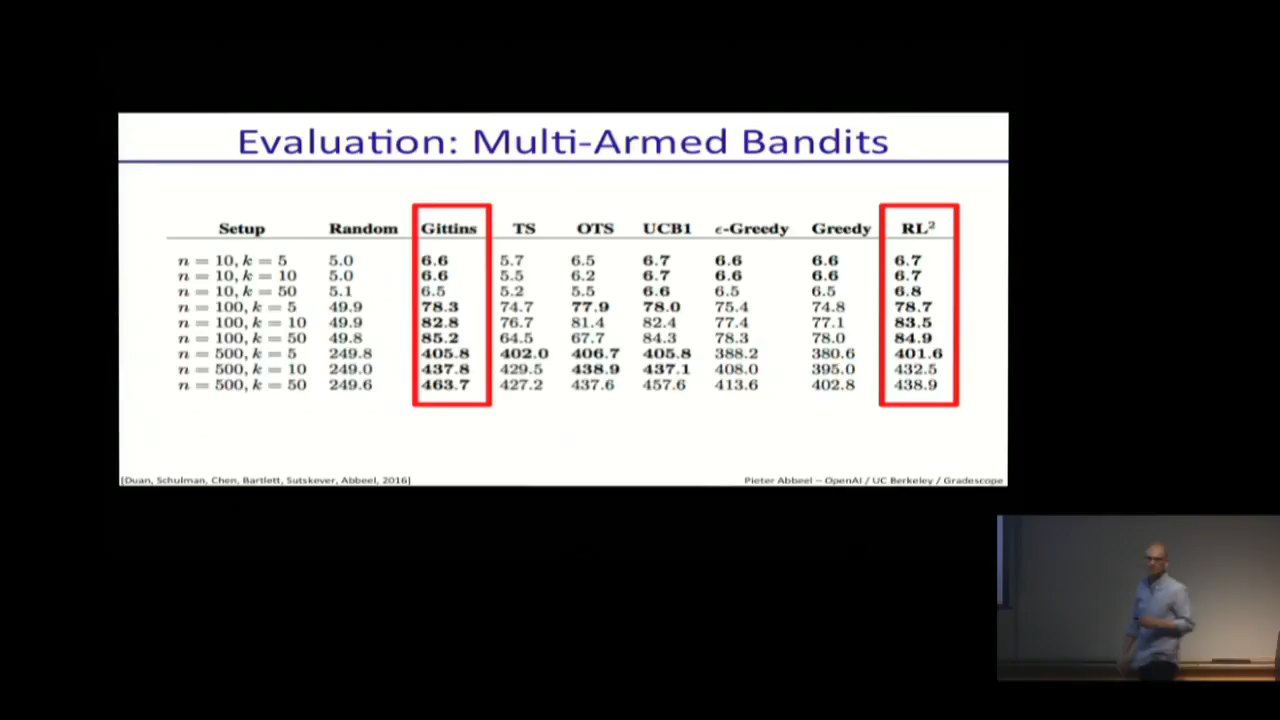 Evaluation: Multi-Armed Bandits
Setup Random Gittins TS OTS UCB1 ϵ-Greedy Greedy RL²
n = 10, k = 5 5.0 6.6 5.7 6.5 6.7 6.6 6.6 6.7
n = 10, k = 10 5.0 6.6 5.5 6.2 6.7 6.6 6.6 6.7
n = 10, k = 50 5.1 6.5 5.2 5.5 6.6 6.5 6.5 6.8
n = 100, k = 5 49.9 78.3 74.7 77.9 78.0 75.4 74.8 78.7
n = 100, k = 10 49.9 82.8 76.7 81.4 82.4 77.4 77.1 83.5
n = 100, k = 50 49.8 85.2 64.5 67.7 84.3 78.3 78.0 84.9
n = 500, k = 5 249.8 405.8 402.0 406.7 405.8 388.2 380.6 401.6
n = 500, k = 10 249.0 437.8 429.5 438.9 437.1 408.0 395.0 432.5
n = 500, k = 50 249.6 463.7 427.2 437.6 457.6 413.6 402.8 438.9
[Duan, Schulman, Chen, Bartlett, Sutskever, Abbeel, 2016] Pieter Abbeel – OpenAI / UC Berkeley / Gradescope